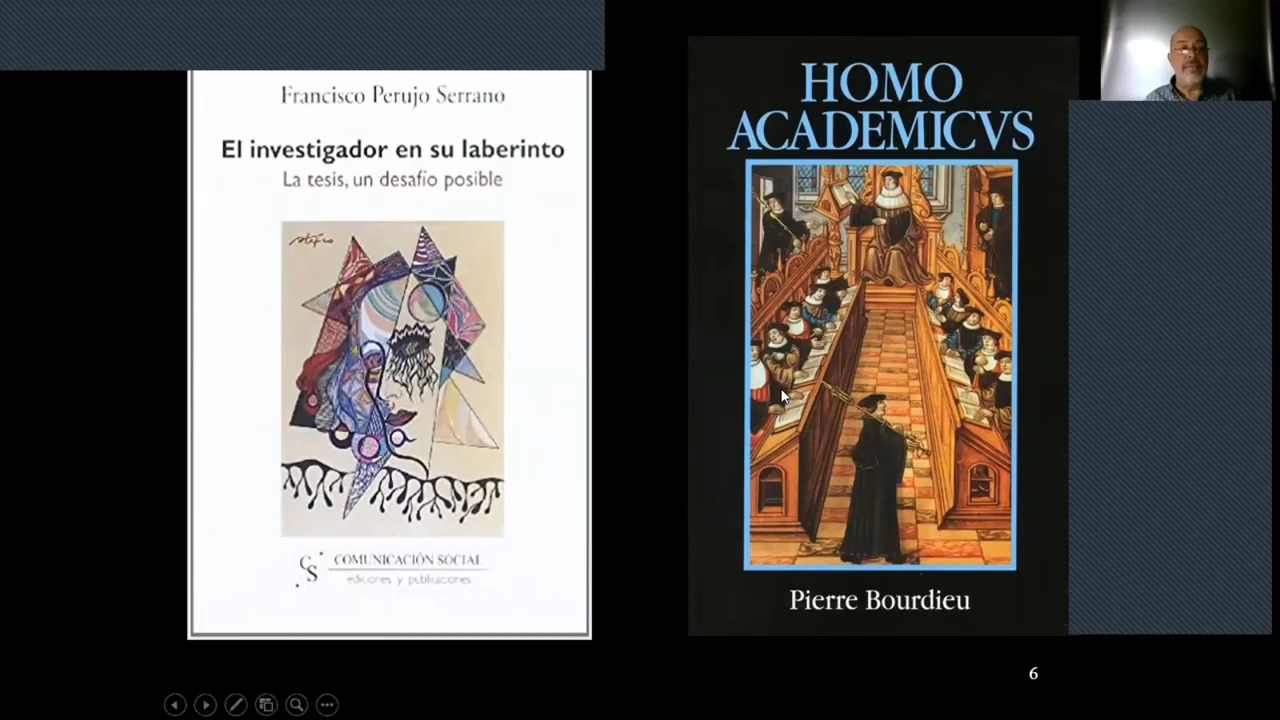 Francisco Perujo Serrano
El investigador en su laberinto
La tesis, un desafío posible
CS
COMUNICACIÓN SOCIAL
ediciones y publicaciones
HOMO
ACADEMICVS
Pierre Bourdieu
6